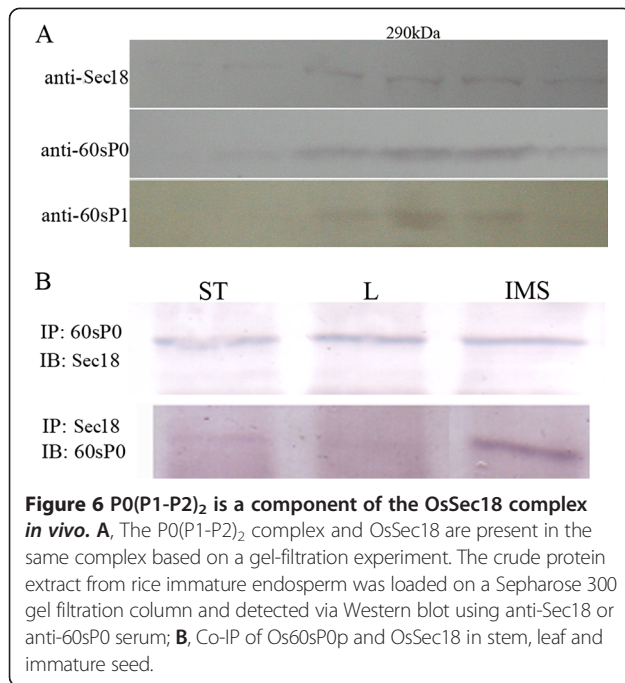 A
290kDa
anti-Sec18
anti-60sP0
anti-60sP1
B
ST L IMS
IP: 60sP0
IB: Sec18
IP: Sec18
IB: 60sP0
Figure 6 P0(P1-P2)₂ is a component of the OsSec18 complex
in vivo. A, The P0(P1-P2)₂ complex and OsSec18 are present in the
same complex based on a gel-filtration experiment. The crude protein
extract from rice immature endosperm was loaded on a Sepharose 300
gel filtration column and detected via Western blot using anti-Sec18 or
anti-60sP0 serum; B, Co-IP of Os60sP0p and OsSec18 in stem, leaf and
immature seed.